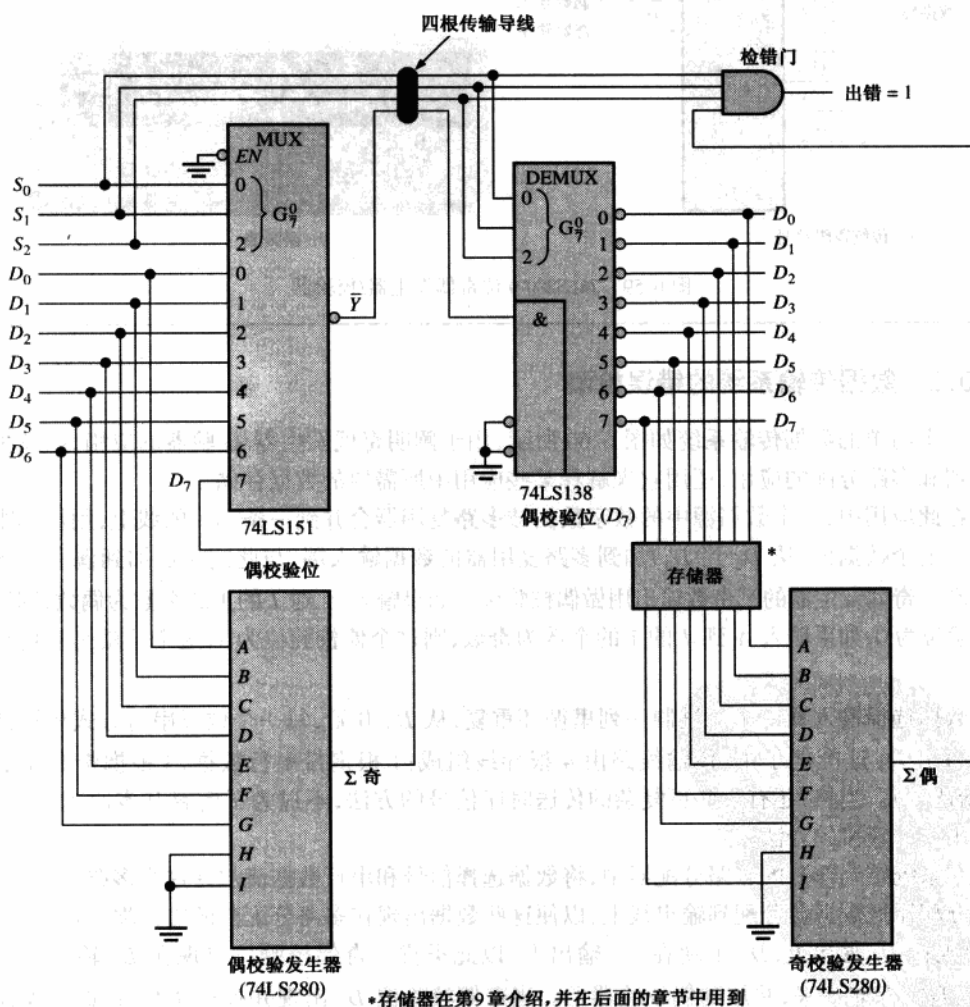 四根传输导线
检错门
出错 = 1
MUX
EN
S₀
S₁
S₂
0
2
G 0/7
D₀
D₁
D₂
D₃
D₄
D₅
D₆
D₇
0
1
2
3
4
5
6
7
Y̅
74LS151
偶校验位
DEMUX
0
2
G 0/7
&
0
1
2
3
4
5
6
7
D₀
D₁
D₂
D₃
D₄
D₅
D₆
D₇
74LS138
偶校验位 (D₇)
存储器
*
A
B
C
D
E
F
G
H
I
Σ 奇
偶校验发生器
(74LS280)
A
B
C
D
E
F
G
H
I
Σ 偶
奇校验发生器
(74LS280)
*存储器在第9章介绍,并在后面的章节中用到